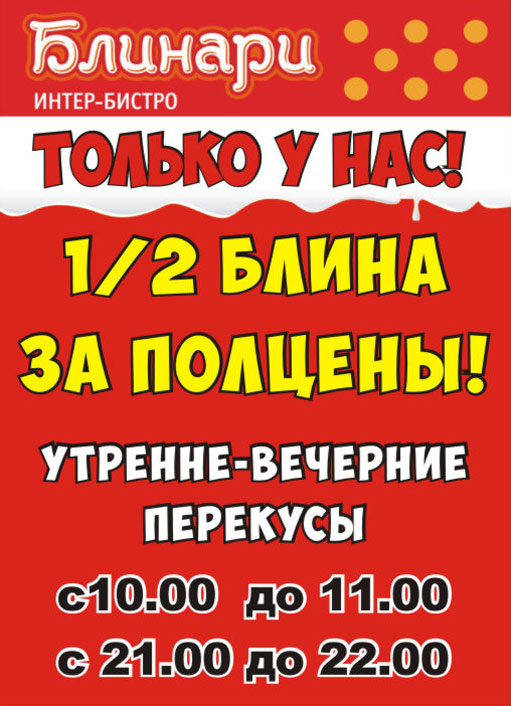 Блинари
ИНТЕР-БИСТРО
ТОЛЬКО У НАС!
1/2 БЛИНА
ЗА ПОЛЦЕНЫ!
УТРЕННЕ-ВЕЧЕРНИЕ
ПЕРЕКУСЫ
с10.00 до 11.00
с 21.00 до 22.00